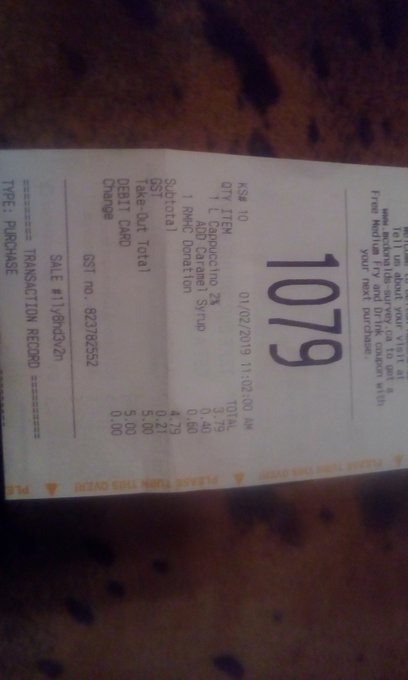 Tell us about your visit at
www.mcdonalds-survey.ca to get a
Free Medium Fry and Drink coupon with
your next purchase.
1079
KS# 10 01/02/2019 11:02:00 AM
QTY ITEM TOTAL
1 L Cappuccino 2% 3.79
ADD Caramel Syrup 0.40
1 RMHC Donation 0.60
Subtotal 4.79
GST 0.21
Take-Out Total 5.00
DEBIT CARD 5.00
Change 0.00
GST no. 823782552
SALE #1ly8hd3v2n
========= TRANSACTION RECORD ==========
TYPE: PURCHASE
PLEASE TURN THIS OVER!
PLEASE TURN THIS OVER!
PLE